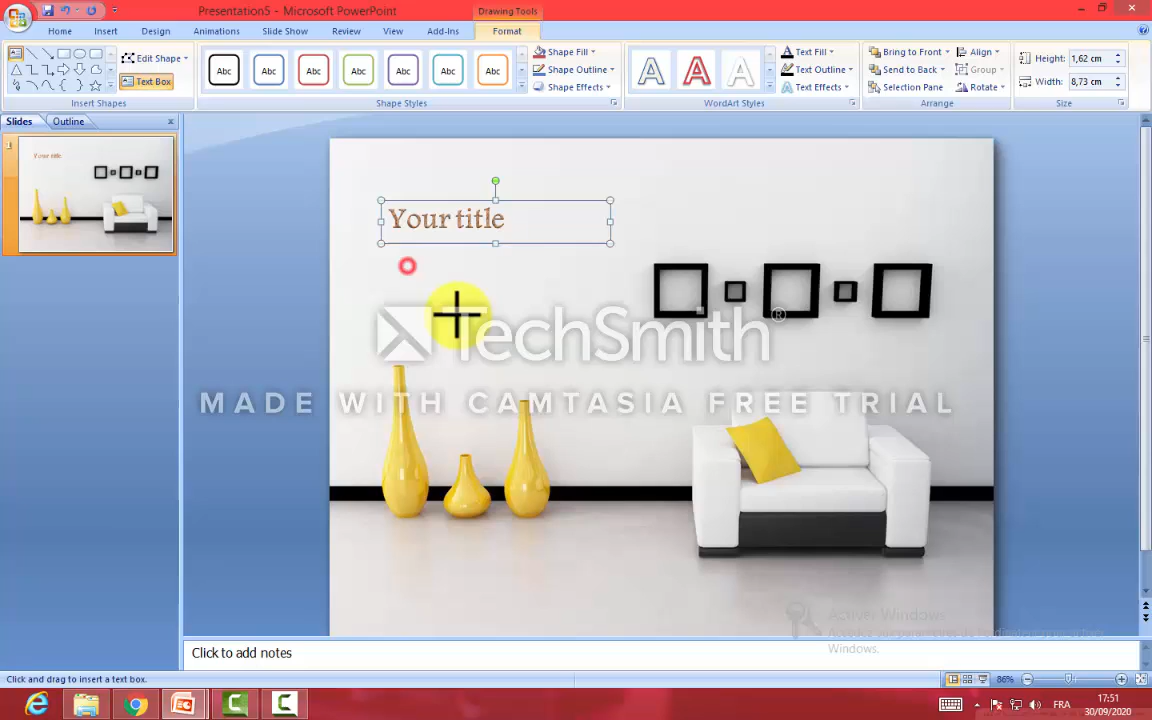 Presentation5 - Microsoft PowerPoint
Drawing Tools
Home
Insert
Design
Animations
Slide Show
Review
View
Add-Ins
Format
Edit Shape
Text Box
Insert Shapes
Abc
Abc
Abc
Abc
Abc
Abc
Abc
Shape Fill
Shape Outline
Shape Effects
Shape Styles
A
A
A
Text Fill
Text Outline
Text Effects
WordArt Styles
Bring to Front
Send to Back
Selection Pane
Align
Group
Rotate
Arrange
Height:
1,62 cm
Width:
8,73 cm
Size
Slides
Outline
1
Your title
Your title
TechSmith®
MADE WITH CAMTASIA FREE TRIAL
Activer Windows
Windows.
Click to add notes
Click and drag to insert a text box.
86%
FRA
17:51
30/09/2020